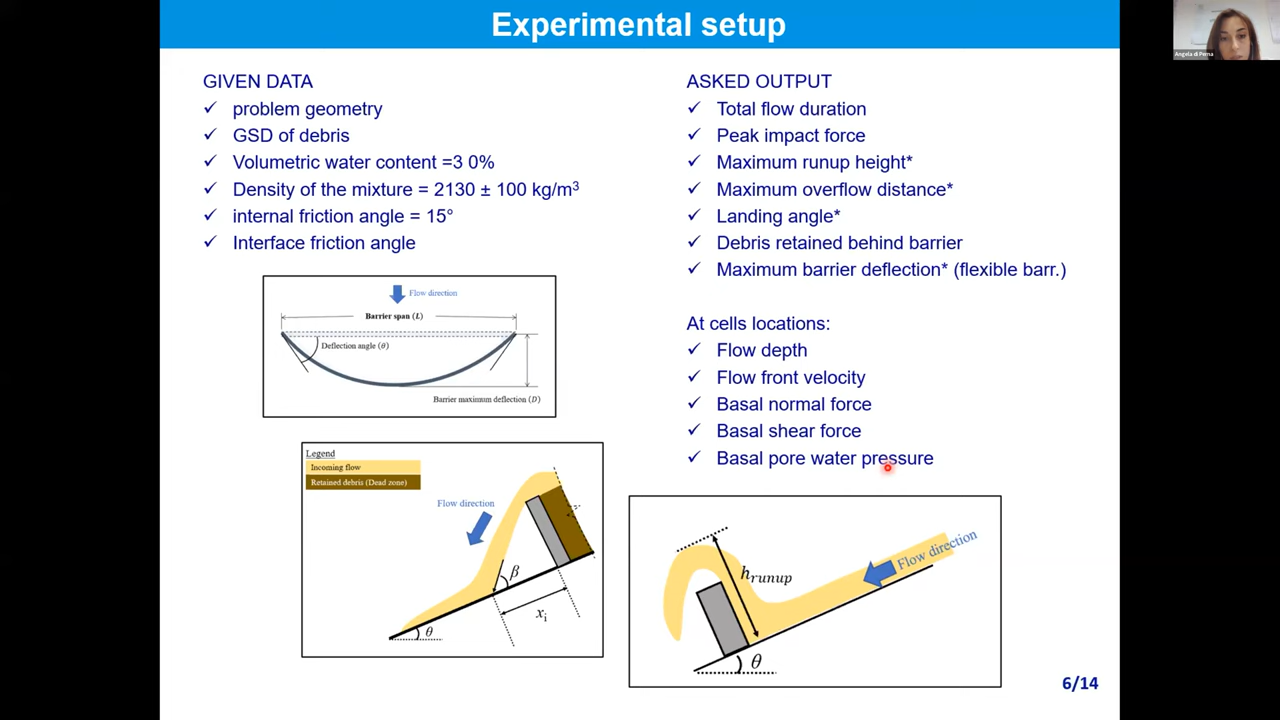 Experimental setup
Angela di Perna
GIVEN DATA
✓ problem geometry
✓ GSD of debris
✓ Volumetric water content =3 0%
✓ Density of the mixture = 2130 ± 100 kg/m³
✓ internal friction angle = 15°
✓ Interface friction angle
Flow direction
Barrier span (L)
Deflection angle (θ)
Barrier maximum deflection (D)
Legend
Incoming flow
Retained debris (Dead zone)
Flow direction
β
xᵢ
θ
ASKED OUTPUT
✓ Total flow duration
✓ Peak impact force
✓ Maximum runup height*
✓ Maximum overflow distance*
✓ Landing angle*
✓ Debris retained behind barrier
✓ Maximum barrier deflection* (flexible barr.)
At cells locations:
✓ Flow depth
✓ Flow front velocity
✓ Basal normal force
✓ Basal shear force
✓ Basal pore water pressure
Flow direction
hrunup
θ
6/14